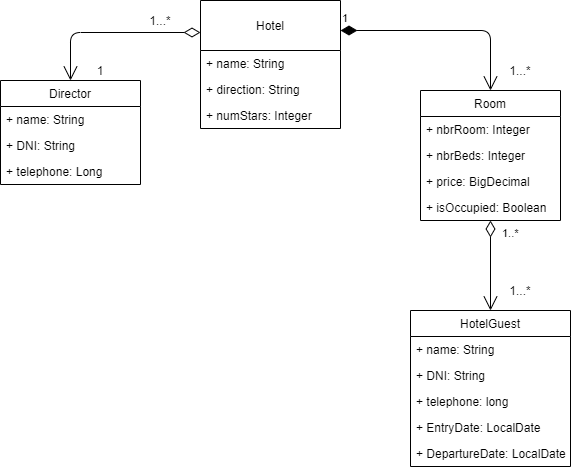 Hotel
+ name: String
+ direction: String
+ numStars: Integer
1...*
1
1
1...*
Director
+ name: String
+ DNI: String
+ telephone: Long
Room
+ nbrRoom: Integer
+ nbrBeds: Integer
+ price: BigDecimal
+ isOccupied: Boolean
1..*
1...*
HotelGuest
+ name: String
+ DNI: String
+ telephone: long
+ EntryDate: LocalDate
+ DepartureDate: LocalDate